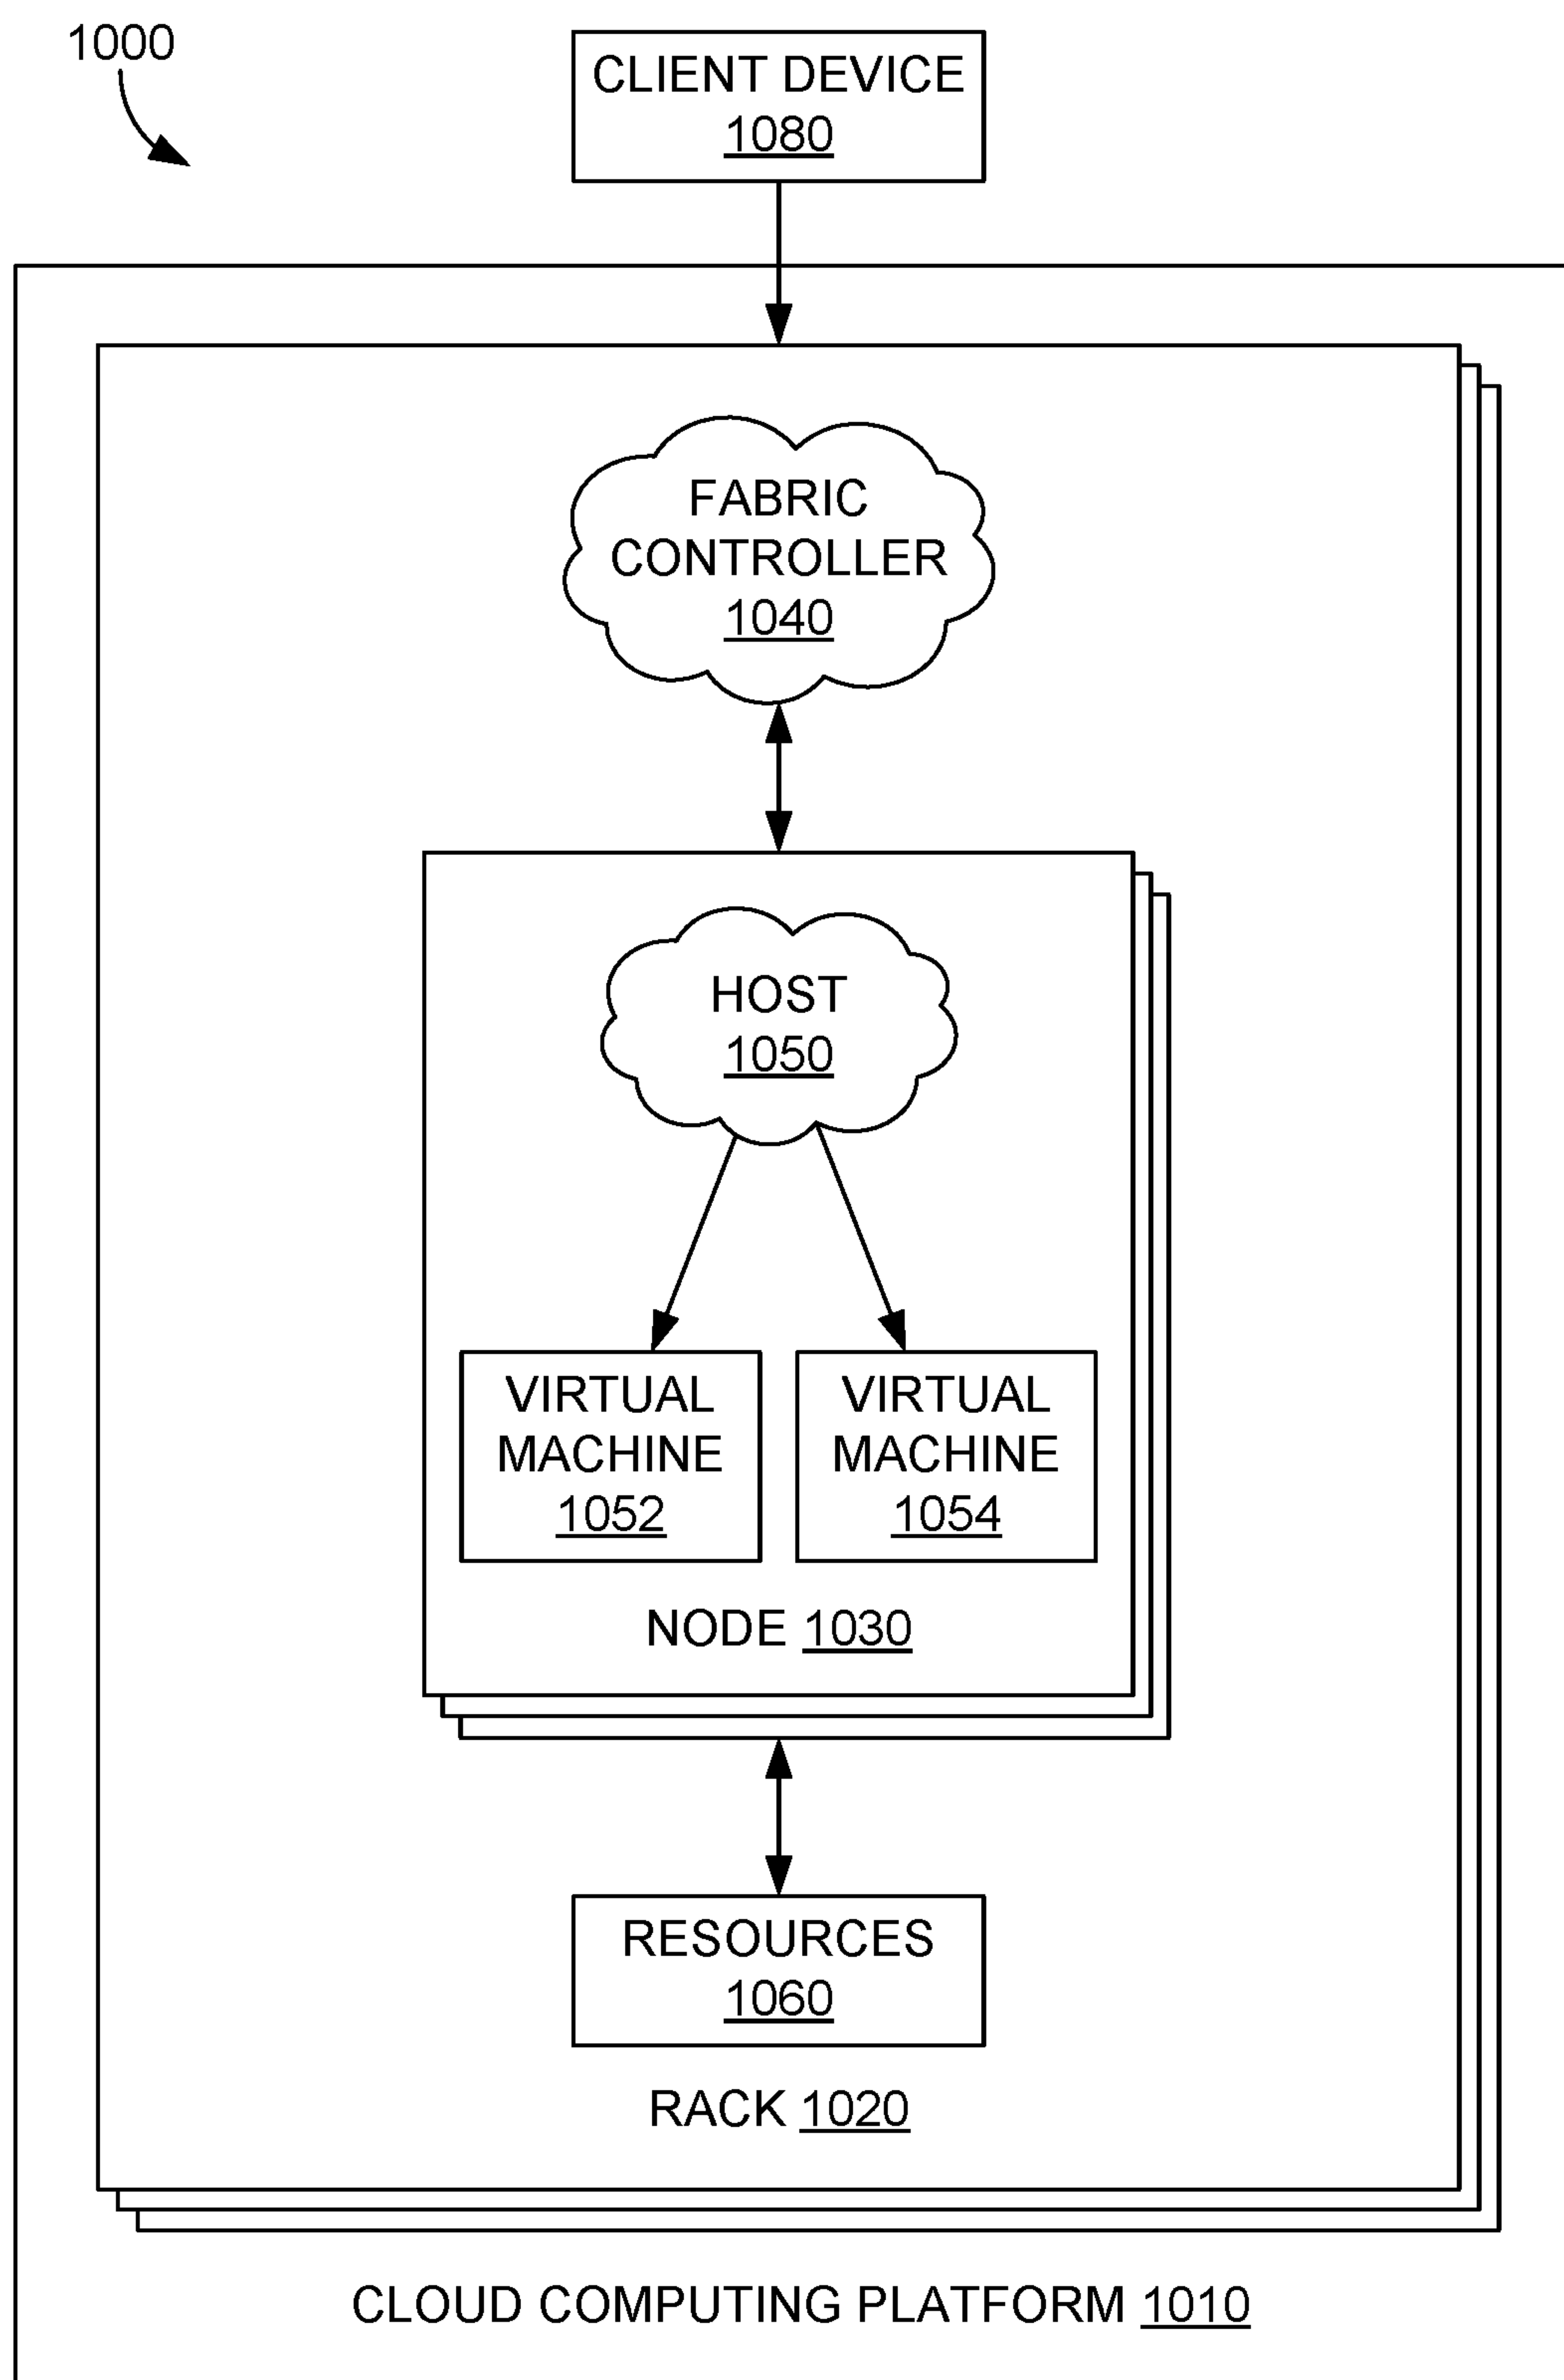 1000
CLIENT DEVICE
1080
FABRIC
CONTROLLER
1040
HOST
1050
VIRTUAL
MACHINE
1052
VIRTUAL
MACHINE
1054
NODE 1030
RESOURCES
1060
RACK 1020
CLOUD COMPUTING PLATFORM 1010